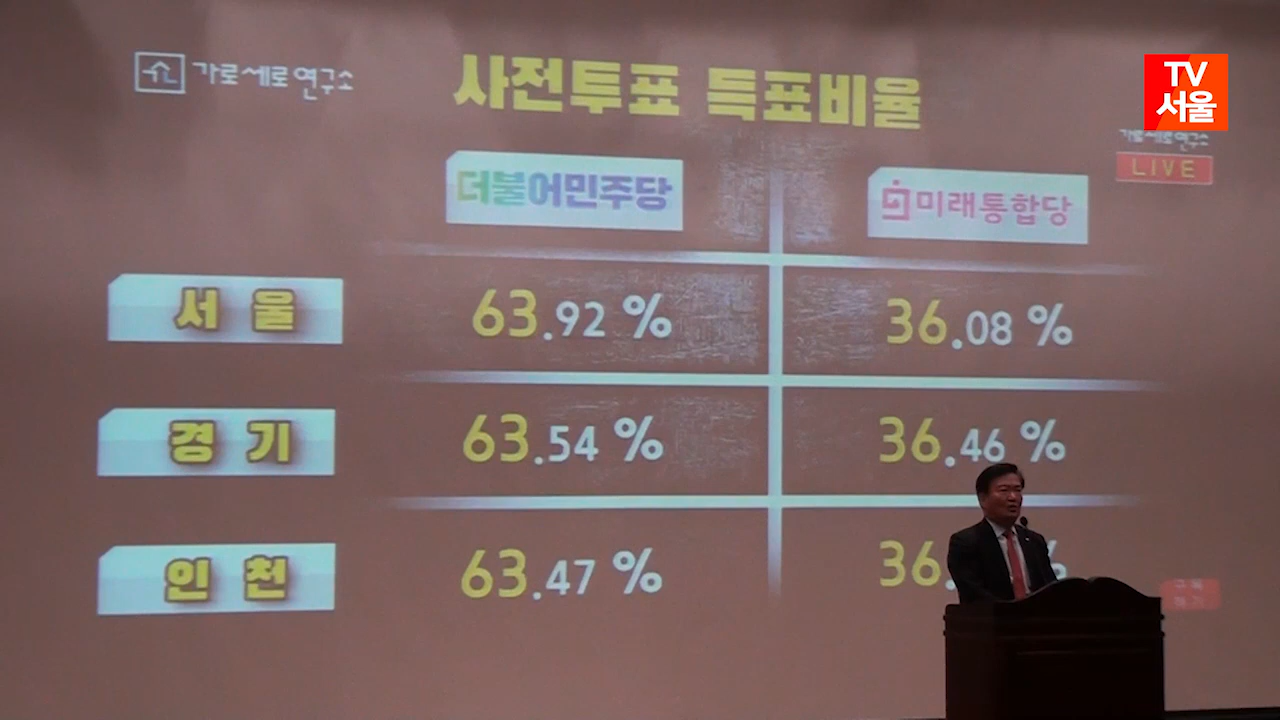 가로세로연구소
사전투표 득표비율
TV
서울
가로세로연구소
LIVE
더불어민주당
미래통합당
서울 63.92 % 36.08 %
경기 63.54 % 36.46 %
인천 63.47 % 36. %